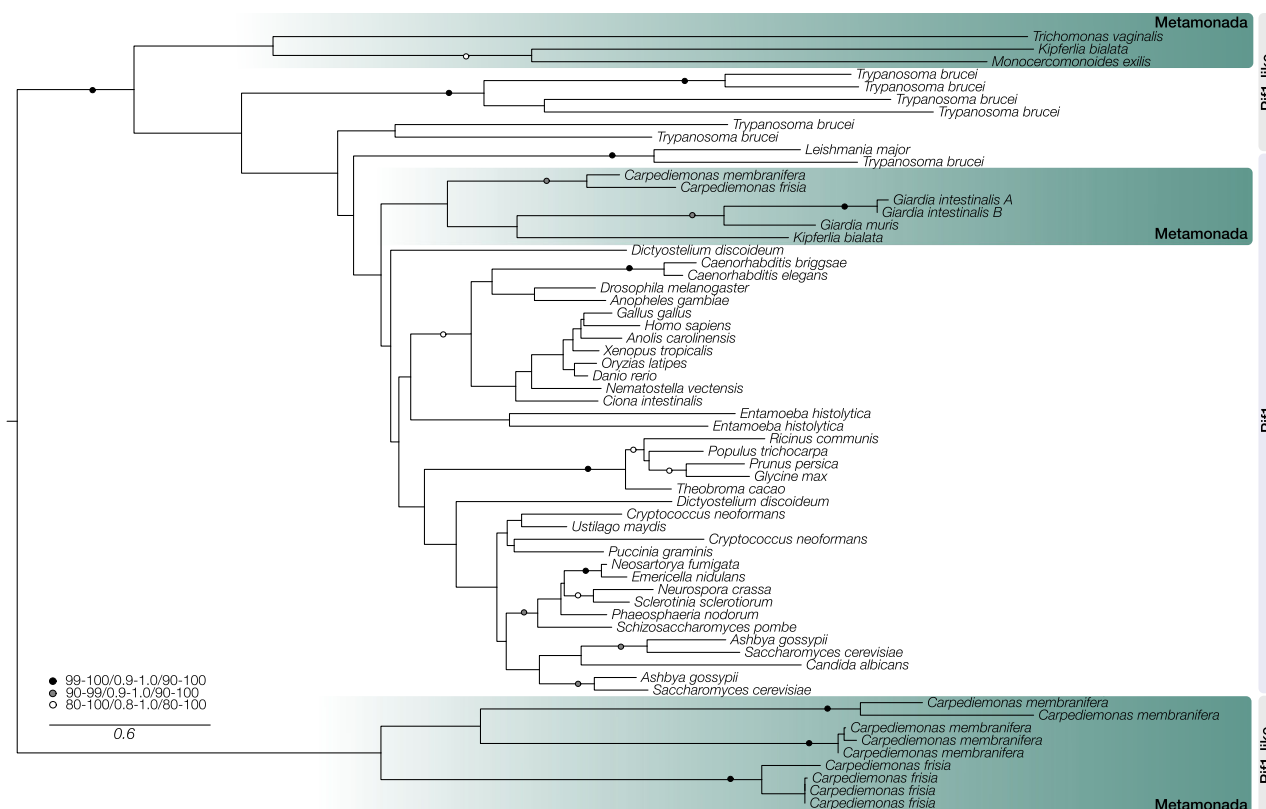 Metamonada
Trichomonas vaginalis
Kipferlia bialata
Monocercomonoides exilis
Trypanosoma brucei
Trypanosoma brucei
Trypanosoma brucei
Trypanosoma brucei
Trypanosoma brucei
Trypanosoma brucei
Leishmania major
Trypanosoma brucei
Carpediemonas membranifera
Carpediemonas frisia
Giardia intestinalis A
Giardia intestinalis B
Giardia muris
Kipferlia bialata
Metamonada
Dictyostelium discoideum
Caenorhabditis briggsae
Caenorhabditis elegans
Drosophila melanogaster
Anopheles gambiae
Gallus gallus
Homo sapiens
Anolis carolinensis
Xenopus tropicalis
Oryzias latipes
Danio rerio
Nematostella vectensis
Ciona intestinalis
Entamoeba histolytica
Entamoeba histolytica
Ricinus communis
Populus trichocarpa
Prunus persica
Glycine max
Theobroma cacao
Dictyostelium discoideum
Cryptococcus neoformans
Ustilago maydis
Cryptococcus neoformans
Puccinia graminis
Neosartorya fumigata
Emericella nidulans
Neurospora crassa
Sclerotinia sclerotiorum
Phaeosphaeria nodorum
Schizosaccharomyces pombe
Ashbya gossypii
Saccharomyces cerevisiae
Candida albicans
Ashbya gossypii
Saccharomyces cerevisiae
99-100/0.9-1.0/90-100
90-99/0.9-1.0/90-100
80-100/0.8-1.0/80-100
0.6
Carpediemonas membranifera
Carpediemonas membranifera
Carpediemonas membranifera
Carpediemonas membranifera
Carpediemonas membranifera
Carpediemonas frisia
Carpediemonas frisia
Carpediemonas frisia
Carpediemonas frisia
Metamonada